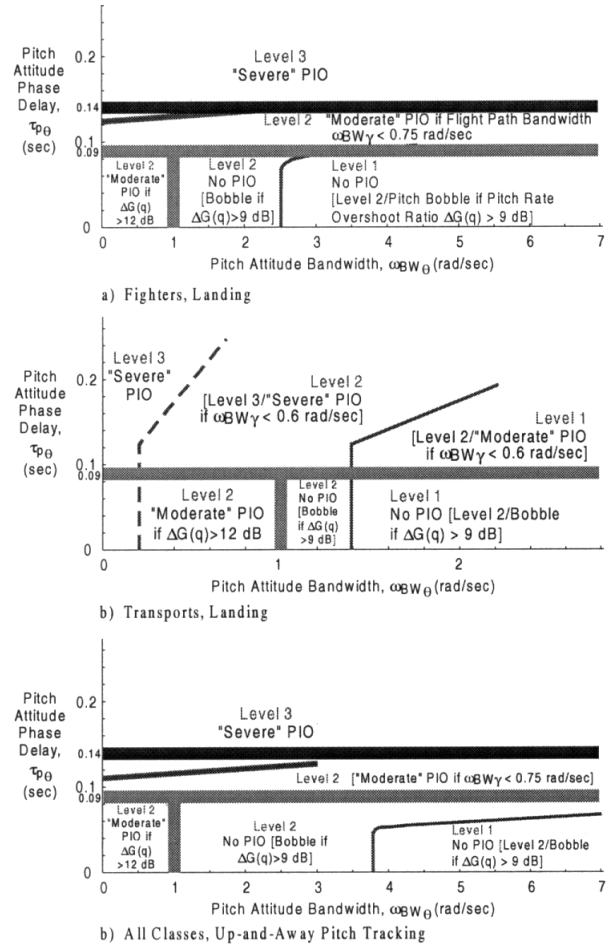 Pitch
Attitude
Phase
Delay,
τpθ
(sec)
0.2
0.14
0.1
0.09
0
Level 3
"Severe" PIO
Level 2 "Moderate" PIO if Flight Path Bandwidth
ωBWγ < 0.75 rad/sec
Level 2
"Moderate"
PIO if
ΔG(q)
>12 dB
Level 2
No PIO
[Bobble if
ΔG(q)>9 dB]
Level 1
No PIO
[Level 2/Pitch Bobble if Pitch Rate
Overshoot Ratio ΔG(q) > 9 dB]
0 1 2 3 4 5 6 7
Pitch Attitude Bandwidth, ωBWθ (rad/sec)
a) Fighters, Landing
Pitch
Attitude
Phase
Delay,
τpθ
(sec)
0.2
0.1
0.09
0
Level 3
"Severe"
PIO
Level 2
[Level 3/"Severe" PIO
if ωBWγ < 0.6 rad/sec]
Level 1
[Level 2/"Moderate" PIO
if ωBWγ < 0.6 rad/sec]
Level 2
"Moderate" PIO
if ΔG(q)>12 dB
Level 2
No PIO
[Bobble
if ΔG(q)
>9 dB]
Level 1
No PIO [Level 2/Bobble
if ΔG(q) > 9 dB]
1 2
Pitch Attitude Bandwidth, ωBWθ (rad/sec)
b) Transports, Landing
Pitch
Attitude
Phase
Delay,
τpθ
(sec)
0.2
0.14
0.1
0.09
0
Level 3
"Severe" PIO
Level 2 ["Moderate" PIO if ωBWγ < 0.75 rad/sec]
Level 2
"Moderate"
PIO if
ΔG(q)
>12 dB
Level 2
No PIO [Bobble if
ΔG(q)>9 dB]
Level 1
No PIO [Level 2/Bobble
if ΔG(q) > 9 dB]
0 1 2 3 4 5 6 7
Pitch Attitude Bandwidth, ωBWθ (rad/sec)
b) All Classes, Up-and-Away Pitch Tracking